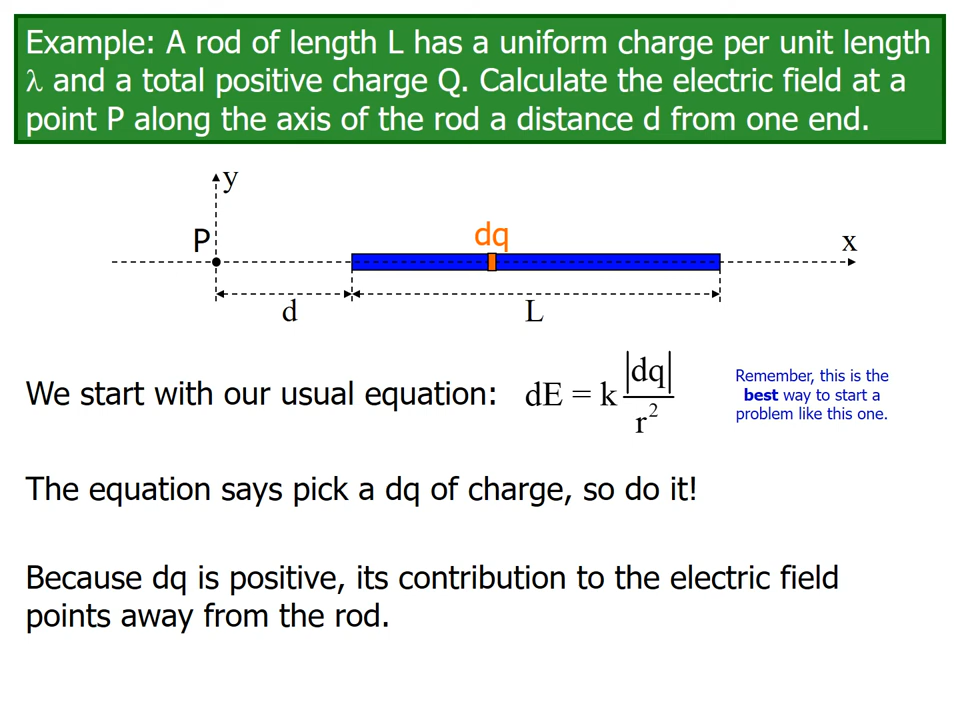 Example: A rod of length L has a uniform charge per unit length
λ and a total positive charge Q. Calculate the electric field at a
point P along the axis of the rod a distance d from one end.
y
P
dq
x
d
L
We start with our usual equation: dE = k |dq| / r²
Remember, this is the
best way to start a
problem like this one.
The equation says pick a dq of charge, so do it!
Because dq is positive, its contribution to the electric field
points away from the rod.